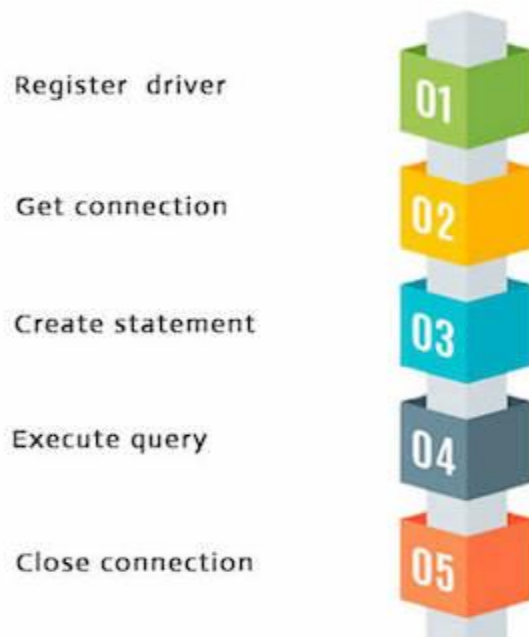 Register driver
01
Get connection
02
Create statement
03
Execute query
04
Close connection
05